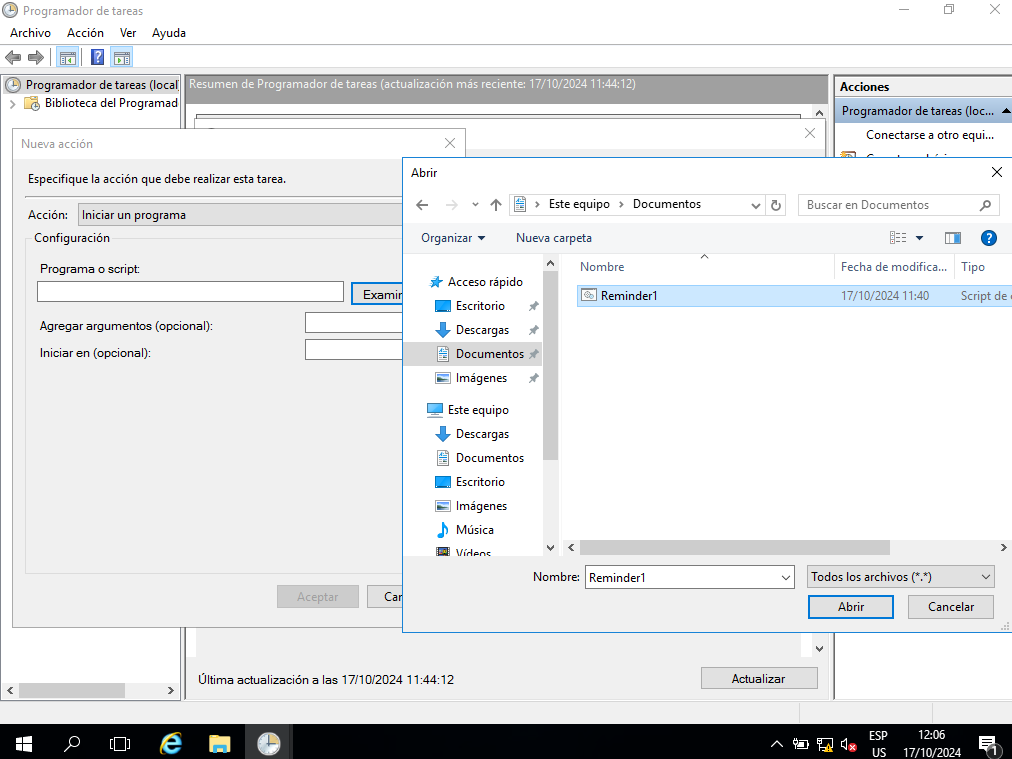 Programador de tareas
Archivo Acción Ver Ayuda
Programador de tareas (local)
Biblioteca del Programad
Resumen de Programador de tareas (actualización más reciente: 17/10/2024 11:44:12)
Acciones
Programador de tareas (loc...
Conectarse a otro equi...
Nueva acción
Especifique la acción que debe realizar esta tarea.
Acción: Iniciar un programa
Configuración
Programa o script:
Examin
Agregar argumentos (opcional):
Iniciar en (opcional):
Aceptar Can
Abrir
Este equipo Documentos
Buscar en Documentos
Organizar Nueva carpeta
Acceso rápido
Escritorio
Descargas
Documentos
Imágenes
Este equipo
Descargas
Documentos
Escritorio
Imágenes
Música
Vídeos
Nombre Fecha de modifica... Tipo
Reminder1 17/10/2024 11:40 Script de
Nombre: Reminder1 Todos los archivos (*.*)
Abrir Cancelar
Última actualización a las 17/10/2024 11:44:12 Actualizar
ESP
US
12:06
17/10/2024
1